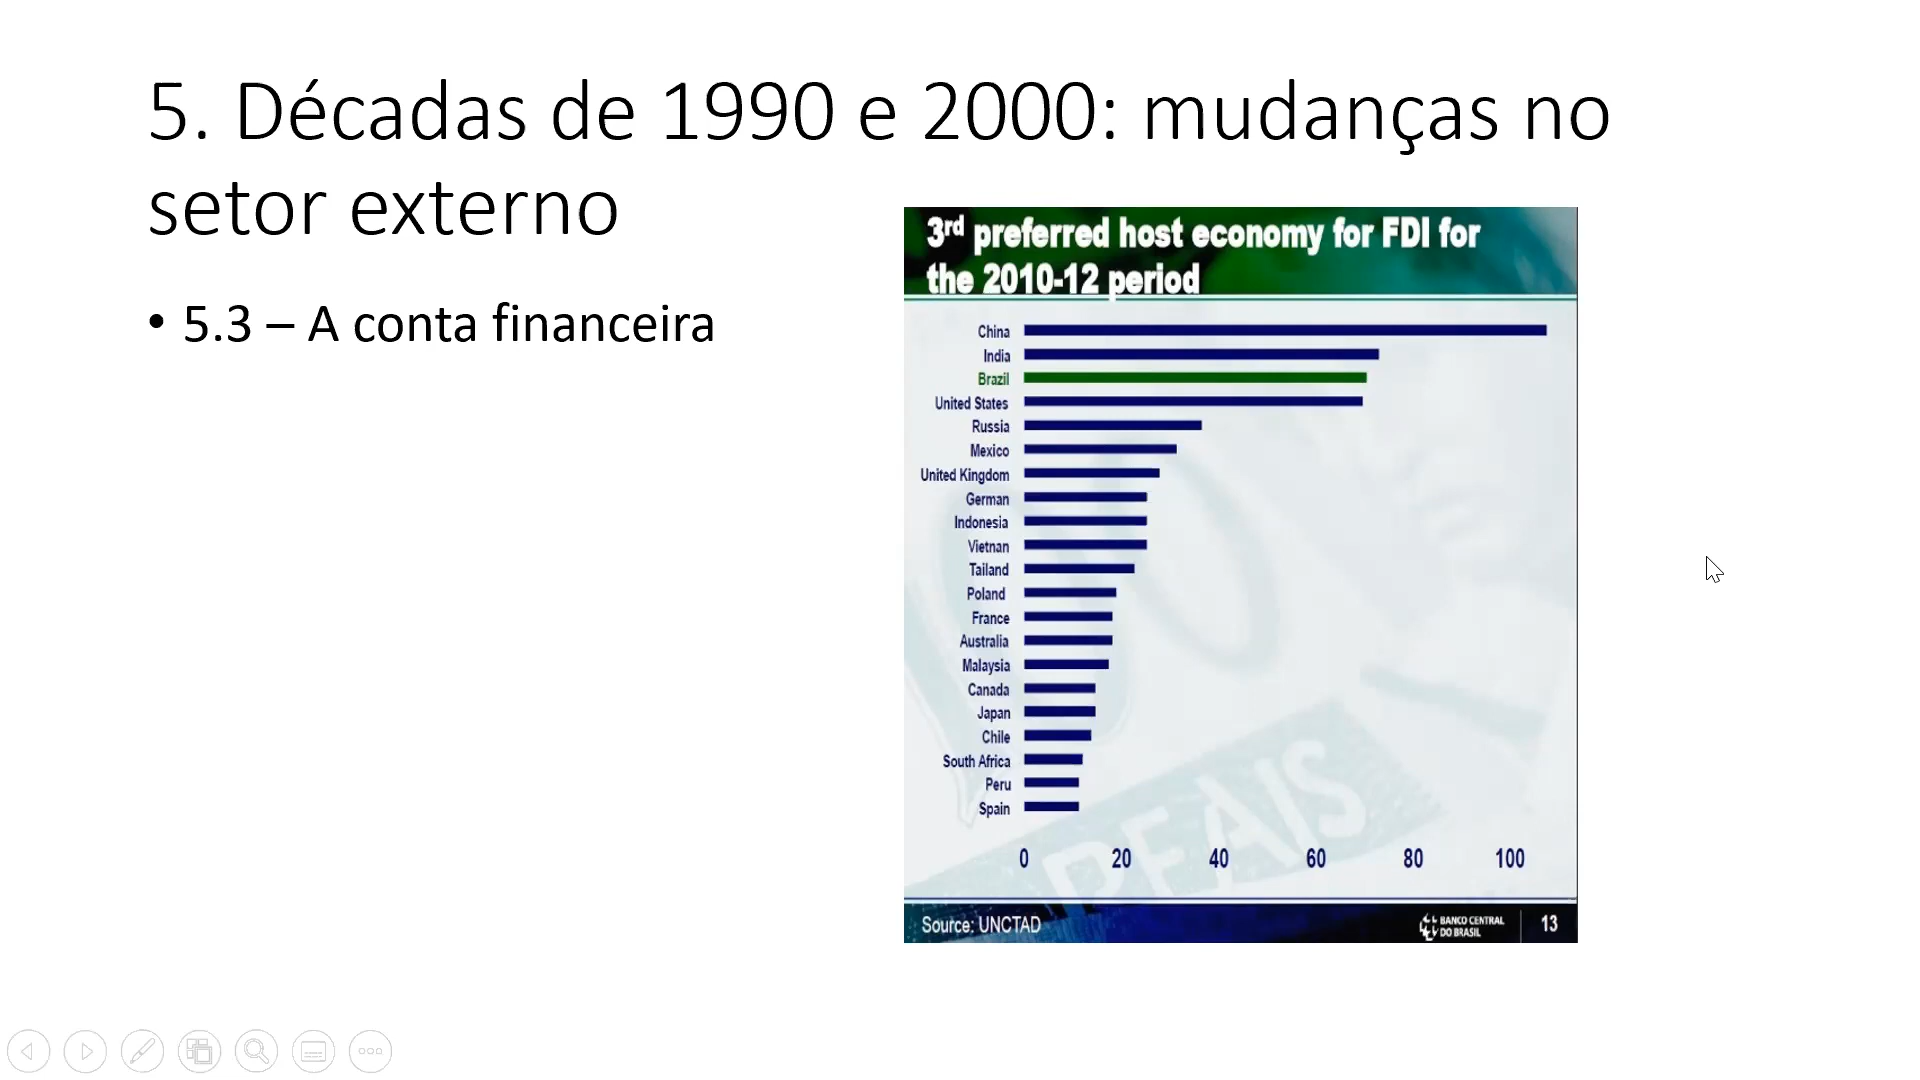 5. Décadas de 1990 e 2000: mudanças no
setor externo
• 5.3 – A conta financeira
3rd preferred host economy for FDI for
the 2010-12 period
China
India
Brazil
United States
Russia
Mexico
United Kingdom
German
Indonesia
Vietnan
Tailand
Poland
France
Australia
Malaysia
Canada
Japan
Chile
South Africa
Peru
Spain
0 20 40 60 80 100
REAIS
Source: UNCTAD
BANCO CENTRAL
DO BRASIL
13